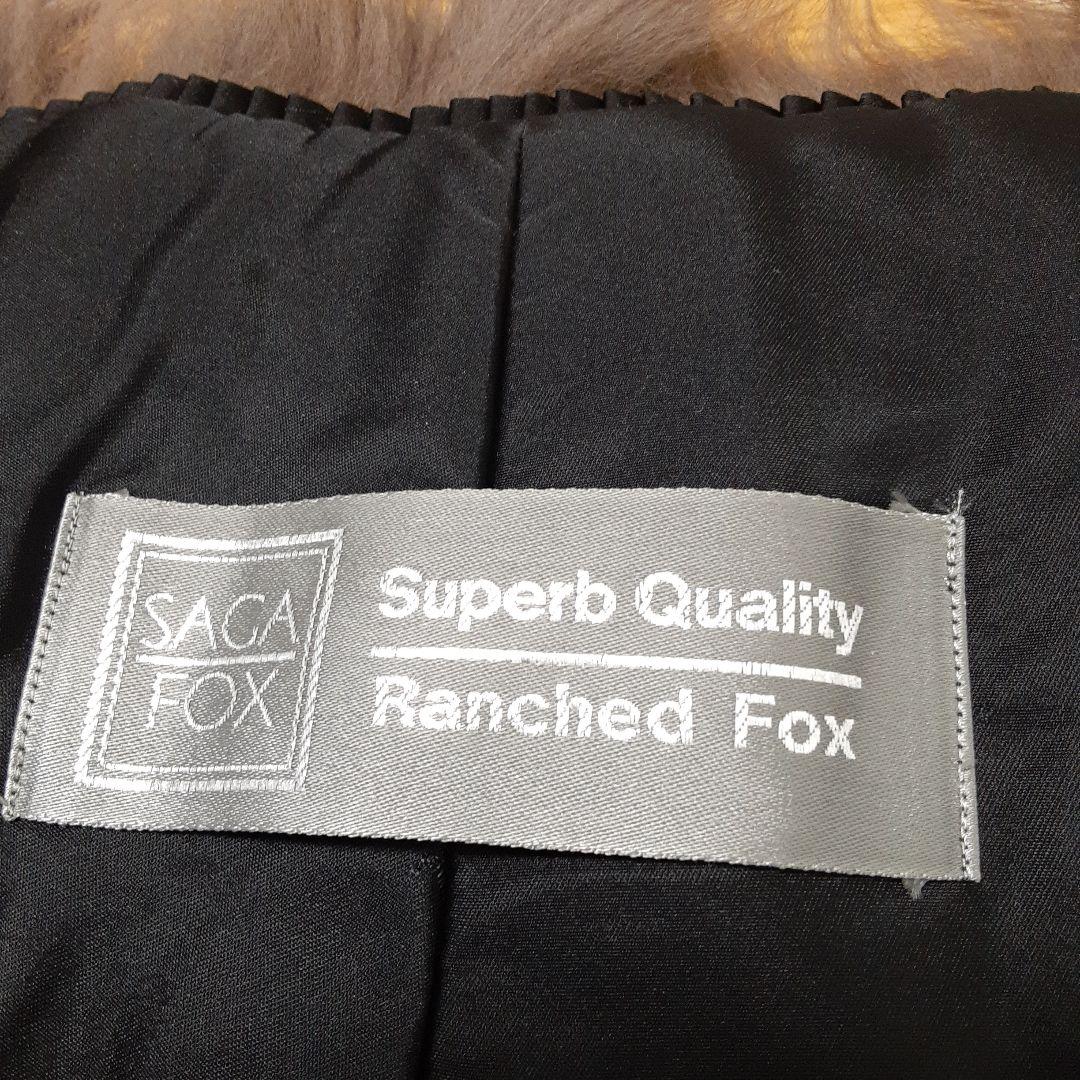 SAGA
FOX
Superb Quality
Ranched Fox